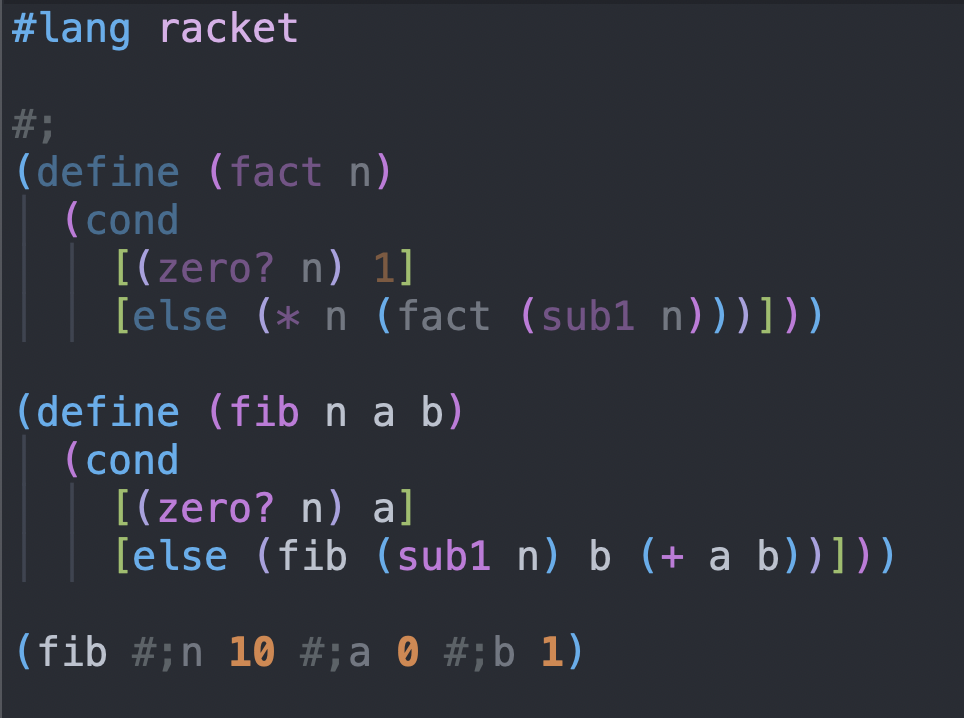 #lang racket
#;
(define (fact n)
  (cond
    [(zero? n) 1]
    [else (* n (fact (sub1 n)))]))
(define (fib n a b)
  (cond
    [(zero? n) a]
    [else (fib (sub1 n) b (+ a b))]))
(fib #;n 10 #;a 0 #;b 1)